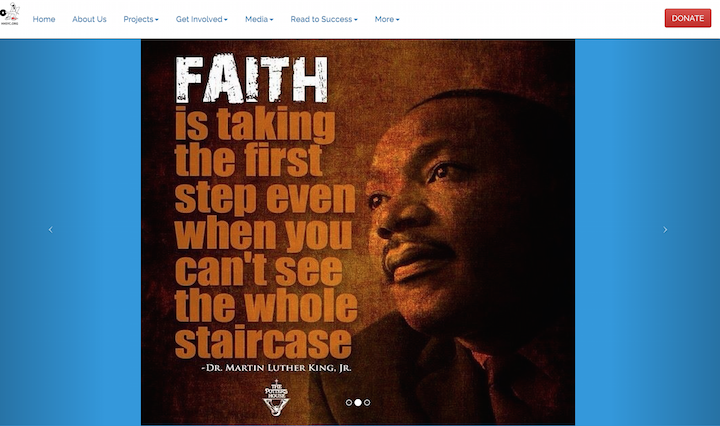 Home About Us Projects Get Involved Media Read to Success More DONATE
FAITH
is taking
the first
step even
when you
can't see
the whole
staircase
-DR. MARTIN LUTHER KING, JR.
THE
POTTER'S
HOUSE